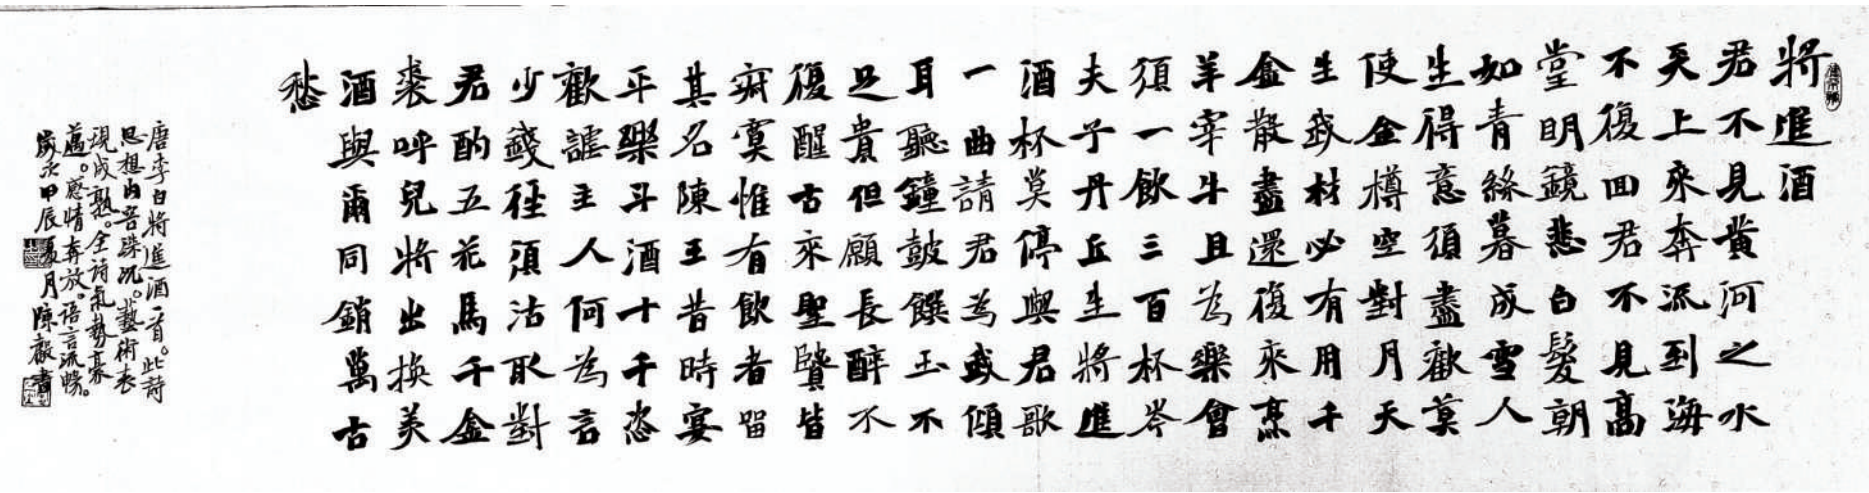 將進酒
君不見黃河之水
天上來奔流到海
不復回君不見高
堂明鏡悲白髮朝
如青絲暮成雪人
生得意須盡歡莫
使金樽空對月天
生我材必有用千
金散盡還復來烹
羊宰牛且為樂會
須一飲三百杯岑
夫子丹丘生將進
酒杯莫停與君歌
一曲請君為我傾
耳聽鐘鼓饌玉不
足貴但願長醉不
復醒古來聖賢皆
寂寞惟有飲者留
其名陳王昔時宴
平樂斗酒十千恣
歡謔主人何為言
少錢徑須沽取對
君酌五花馬千金
裘呼兒將出換美
酒與爾同銷萬古
愁
唐李白將進酒一首。此詩
思想內容深沉。藝術表
現成熟。全詩氣勢豪
邁。感情奔放。語言流暢。
歲次甲辰夏月陳毅書